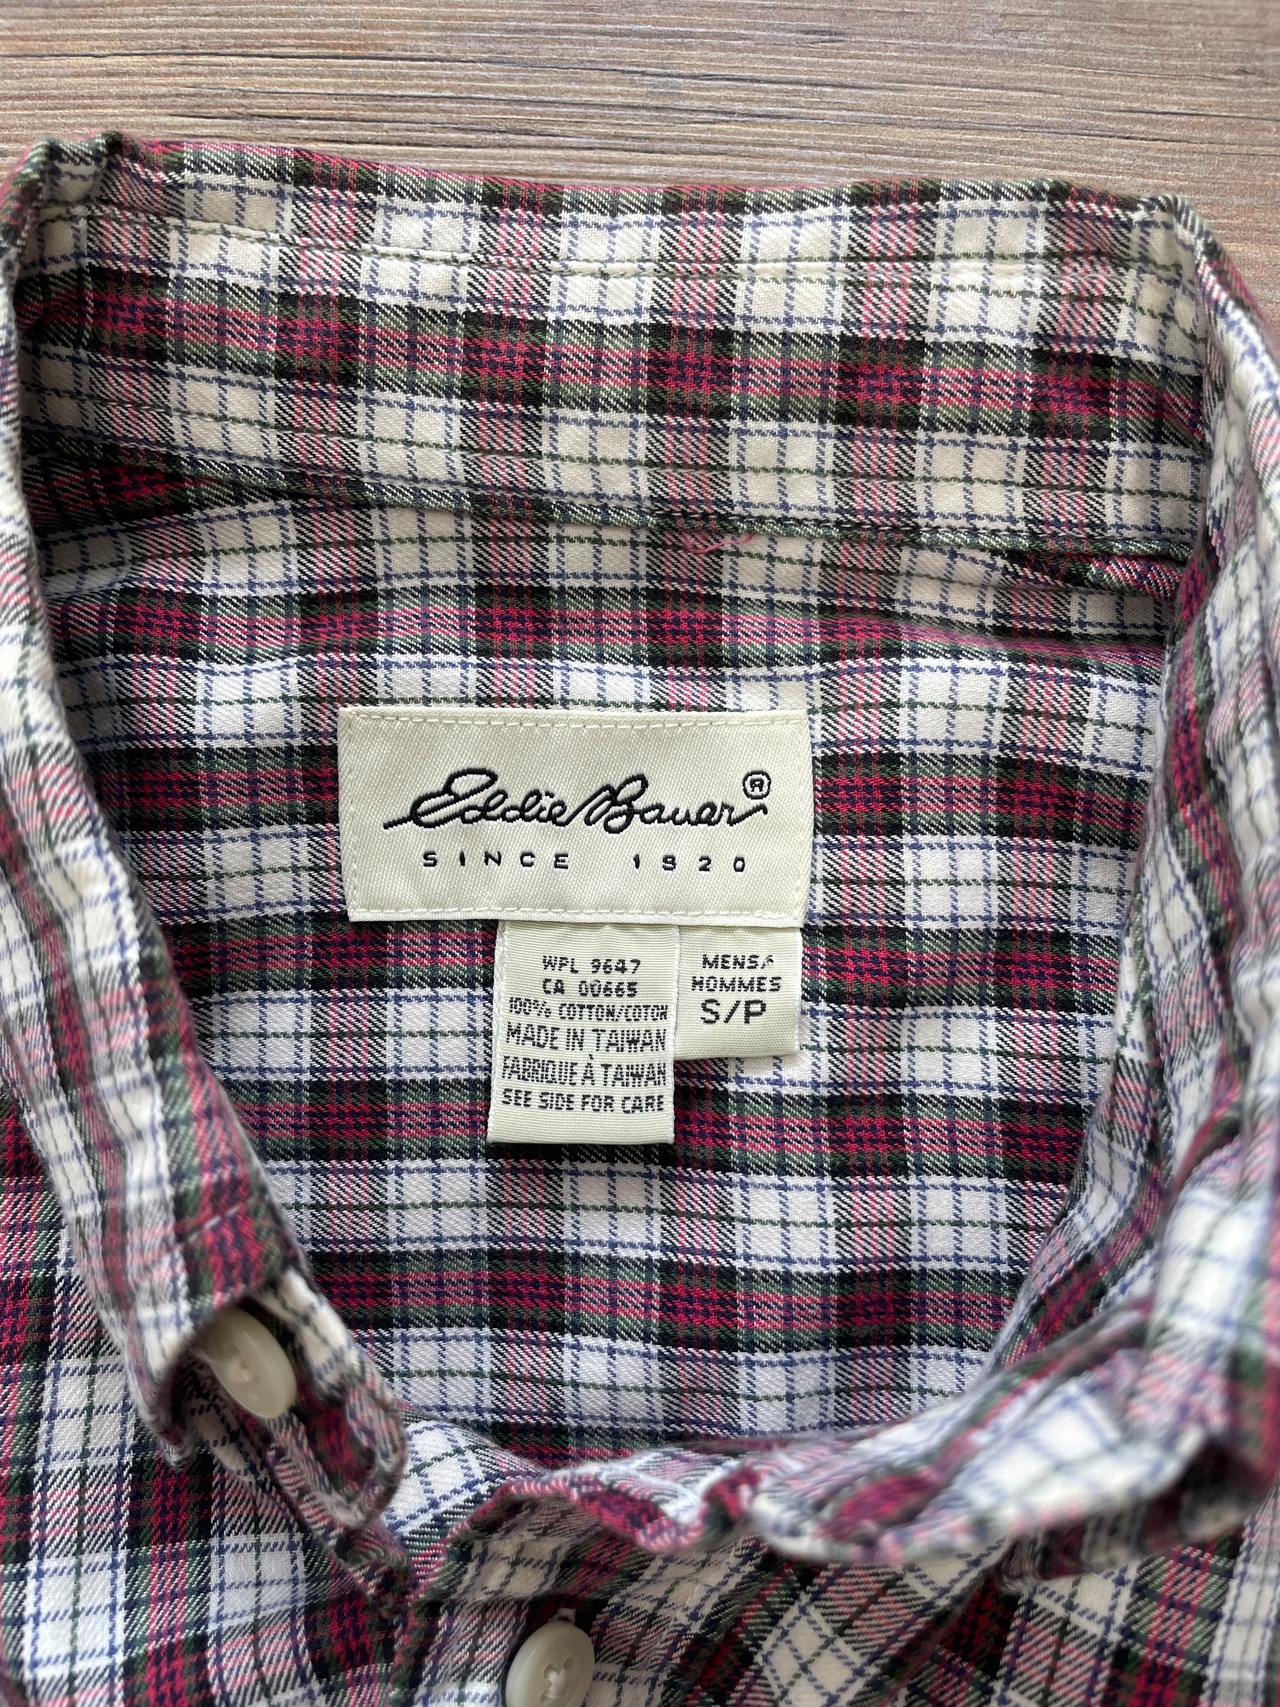 Eddie Bauer®
SINCE 1920
WPL 9647
CA 00665
100% COTTON/COTON
MADE IN TAIWAN
FABRIQUE À TAIWAN
SEE SIDE FOR CARE
MENS/
HOMMES
S/P